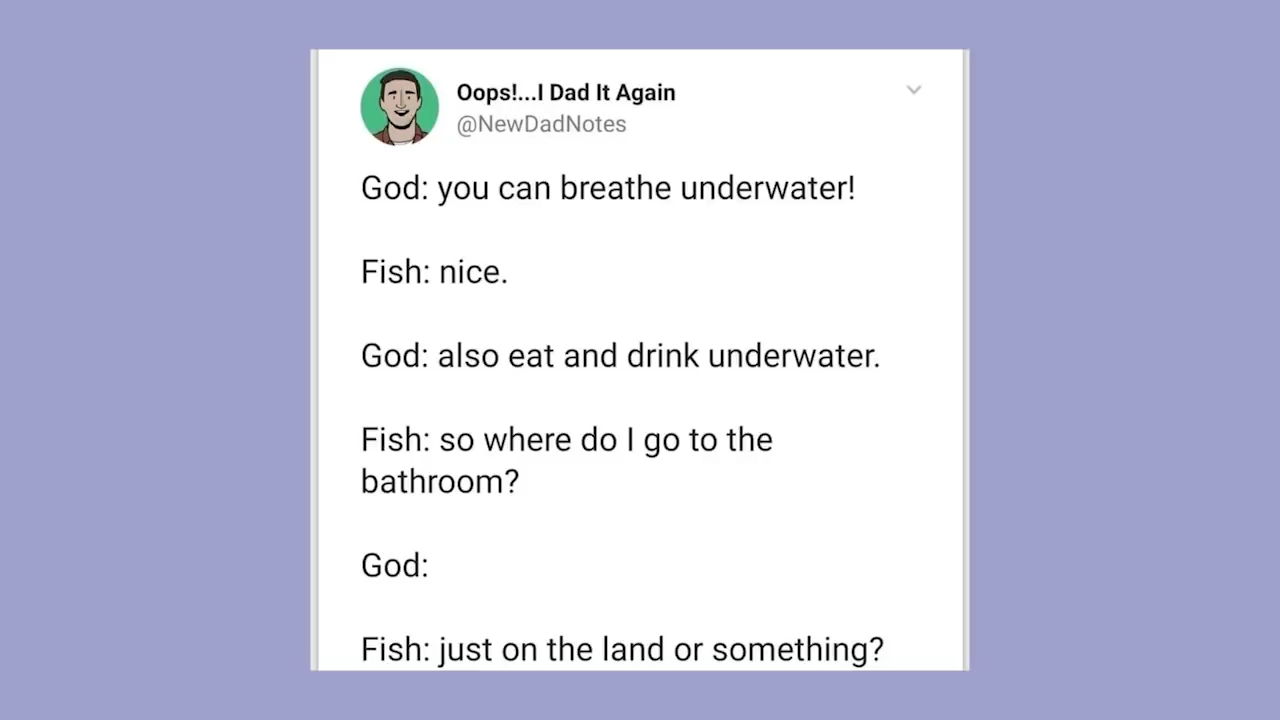 Oops!...I Dad It Again
@NewDadNotes
God: you can breathe underwater!
Fish: nice.
God: also eat and drink underwater.
Fish: so where do I go to the
bathroom?
God:
Fish: just on the land or something?